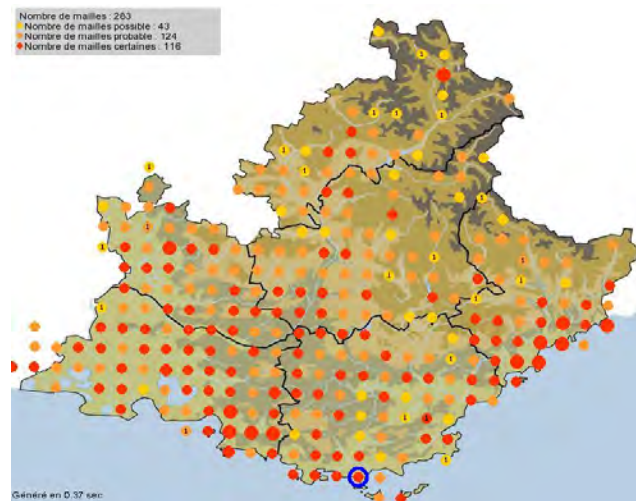 Nombre de mailles : 283
Nombre de mailles possible : 43
Nombre de mailles probable : 124
Nombre de mailles certaines : 116
Généré en 0.37 sec